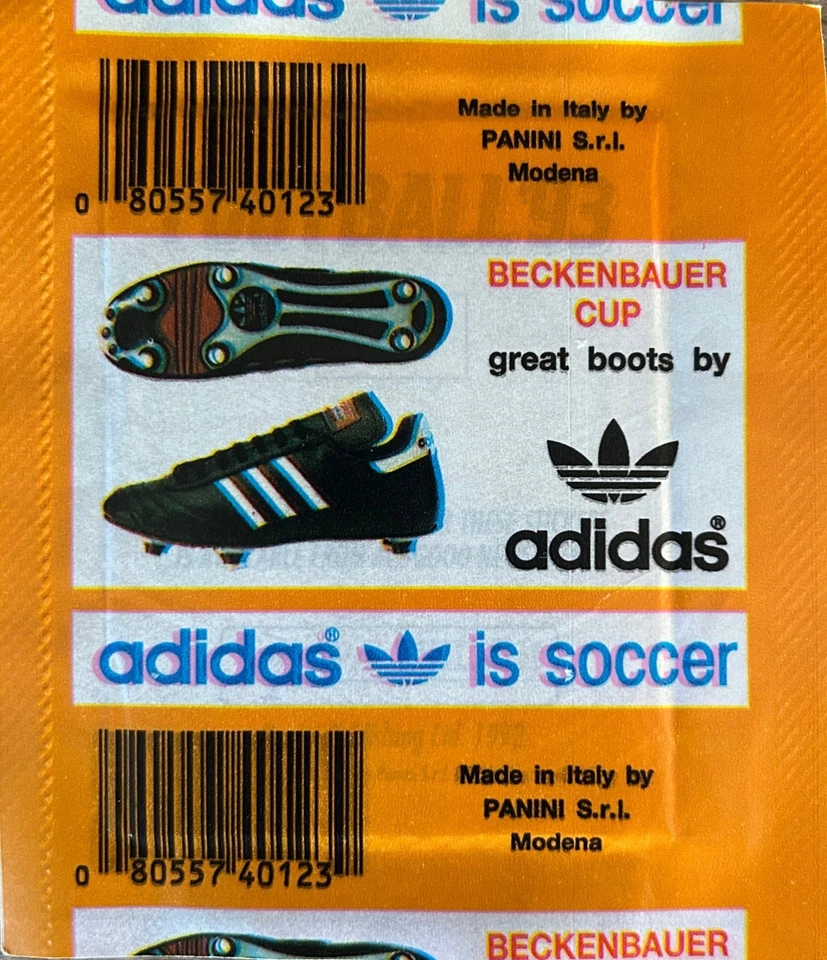 adidas is soccer
Made in Italy by
PANINI S.r.l.
Modena
0 80557 40123
BECKENBAUER
CUP
great boots by
adidas®
adidas® is soccer
Made in Italy by
PANINI S.r.l.
Modena
0 80557 40123
BECKENBAUER